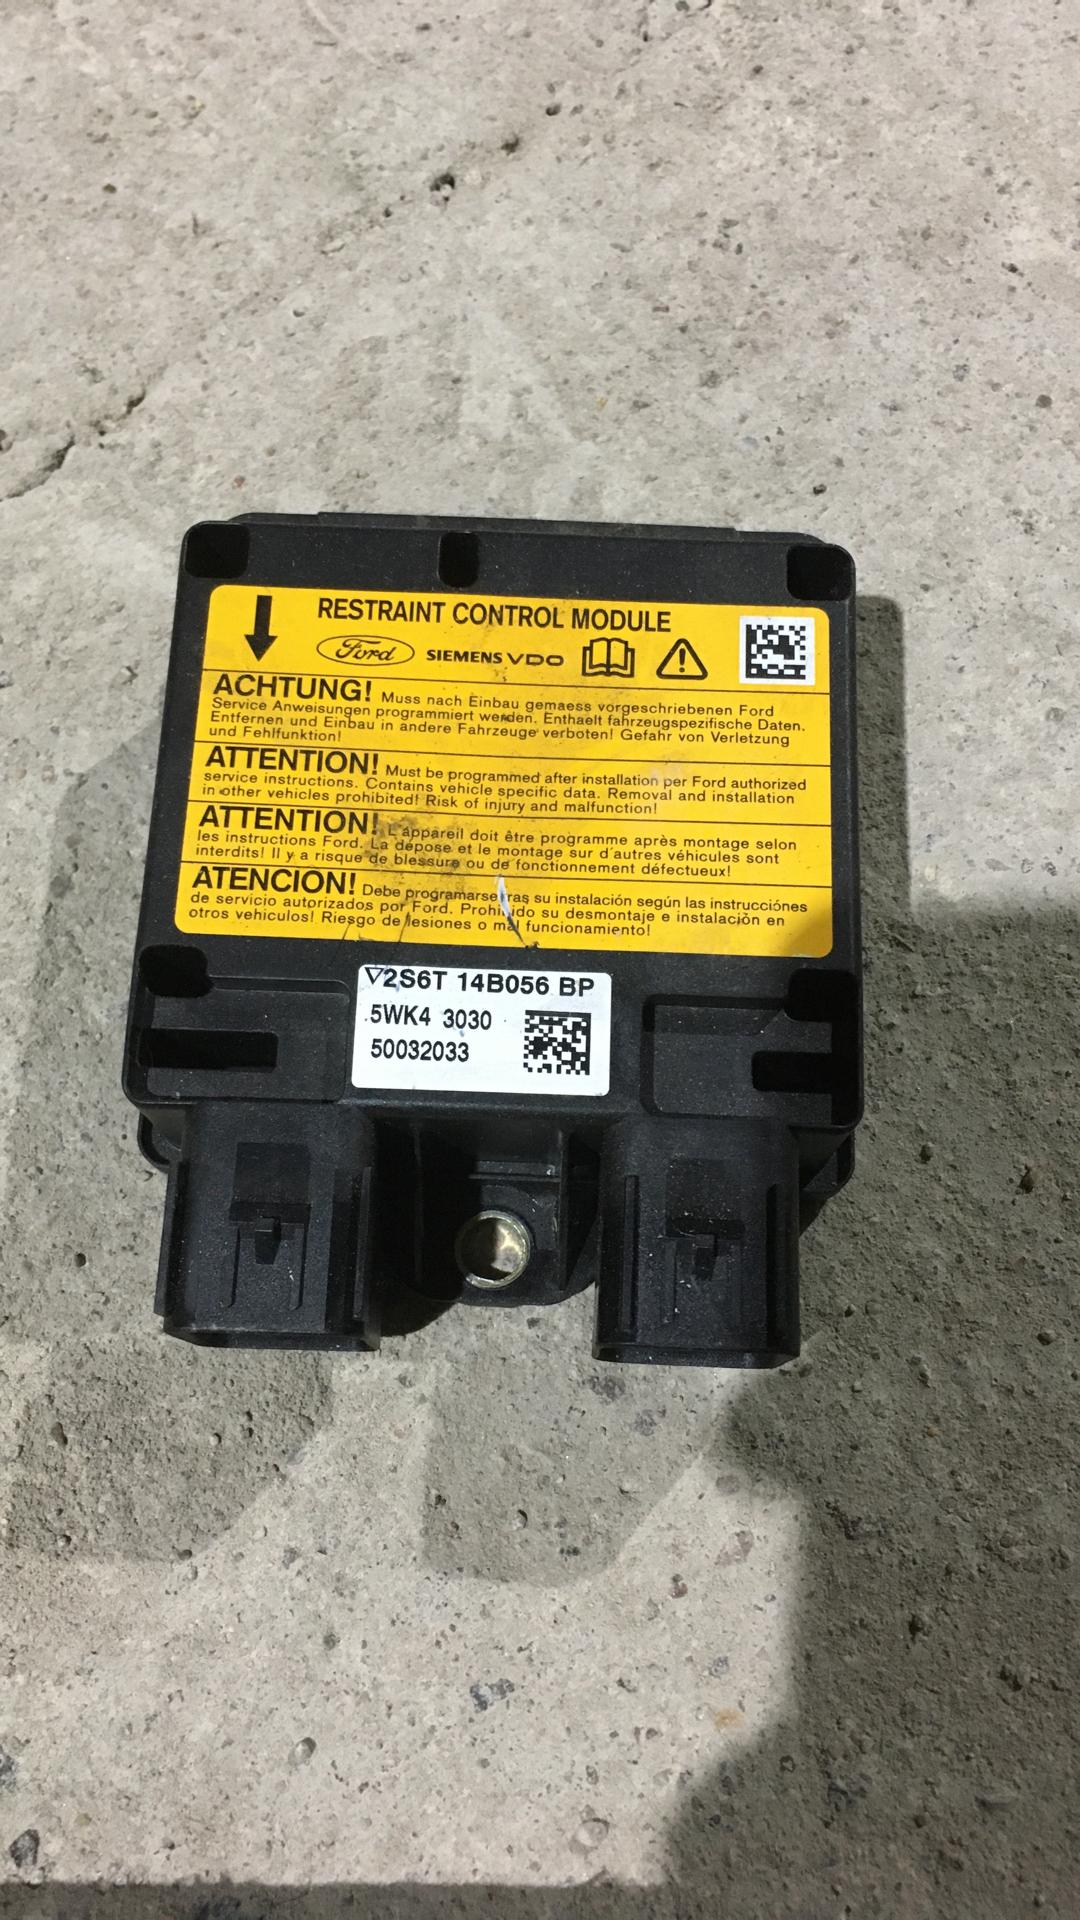 RESTRAINT CONTROL MODULE
Ford SIEMENS VDO
ACHTUNG! Muss nach Einbau gemaess vorgeschriebenen Ford
Service Anweisungen programmiert werden. Enthaelt fahrzeugspezifische Daten.
Entfernen und Einbau in andere Fahrzeuge verboten! Gefahr von Verletzung
und Fehlfunktion!
ATTENTION! Must be programmed after installation per Ford authorized
service instructions. Contains vehicle specific data. Removal and installation
in other vehicles prohibited! Risk of injury and malfunction!
ATTENTION! L'appareil doit être programme après montage selon
les instructions Ford. La dépose et le montage sur d'autres véhicules sont
interdits! Il y a risque de blessure ou de fonctionnement défectueux!
ATENCION! Debe programarse tras su instalación según las instrucciónes
de servicio autorizados por Ford. Prohibido su desmontaje e instalación en
otros vehiculos! Riesgo de lesiones o mal funcionamiento!
▽2S6T 14B056 BP
5WK4 3030
50032033